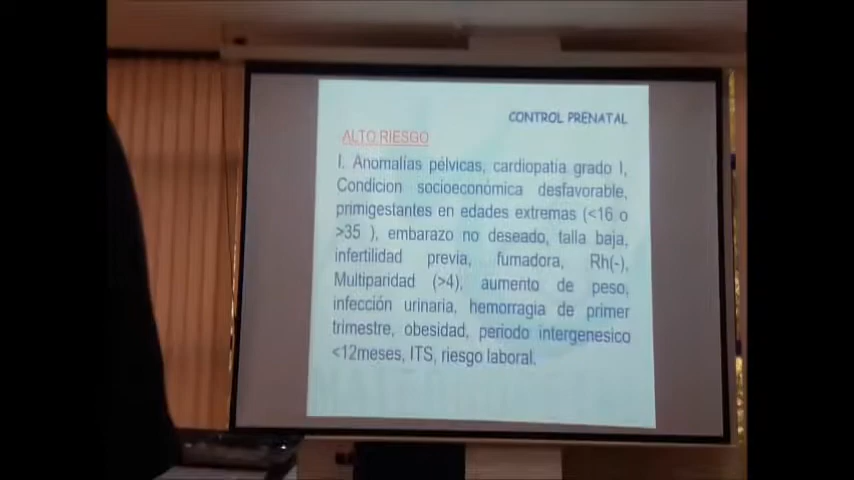 CONTROL PRENATAL
ALTO RIESGO
I. Anomalías pélvicas, cardiopatía grado I,
Condicion socioeconómica desfavorable,
primigestantes en edades extremas (<16 o
>35 ), embarazo no deseado, talla baja,
infertilidad previa, fumadora, Rh(-),
Multiparidad (>4), aumento de peso,
infección urinaria, hemorragia de primer
trimestre, obesidad, periodo intergenesico
<12meses, ITS, riesgo laboral.